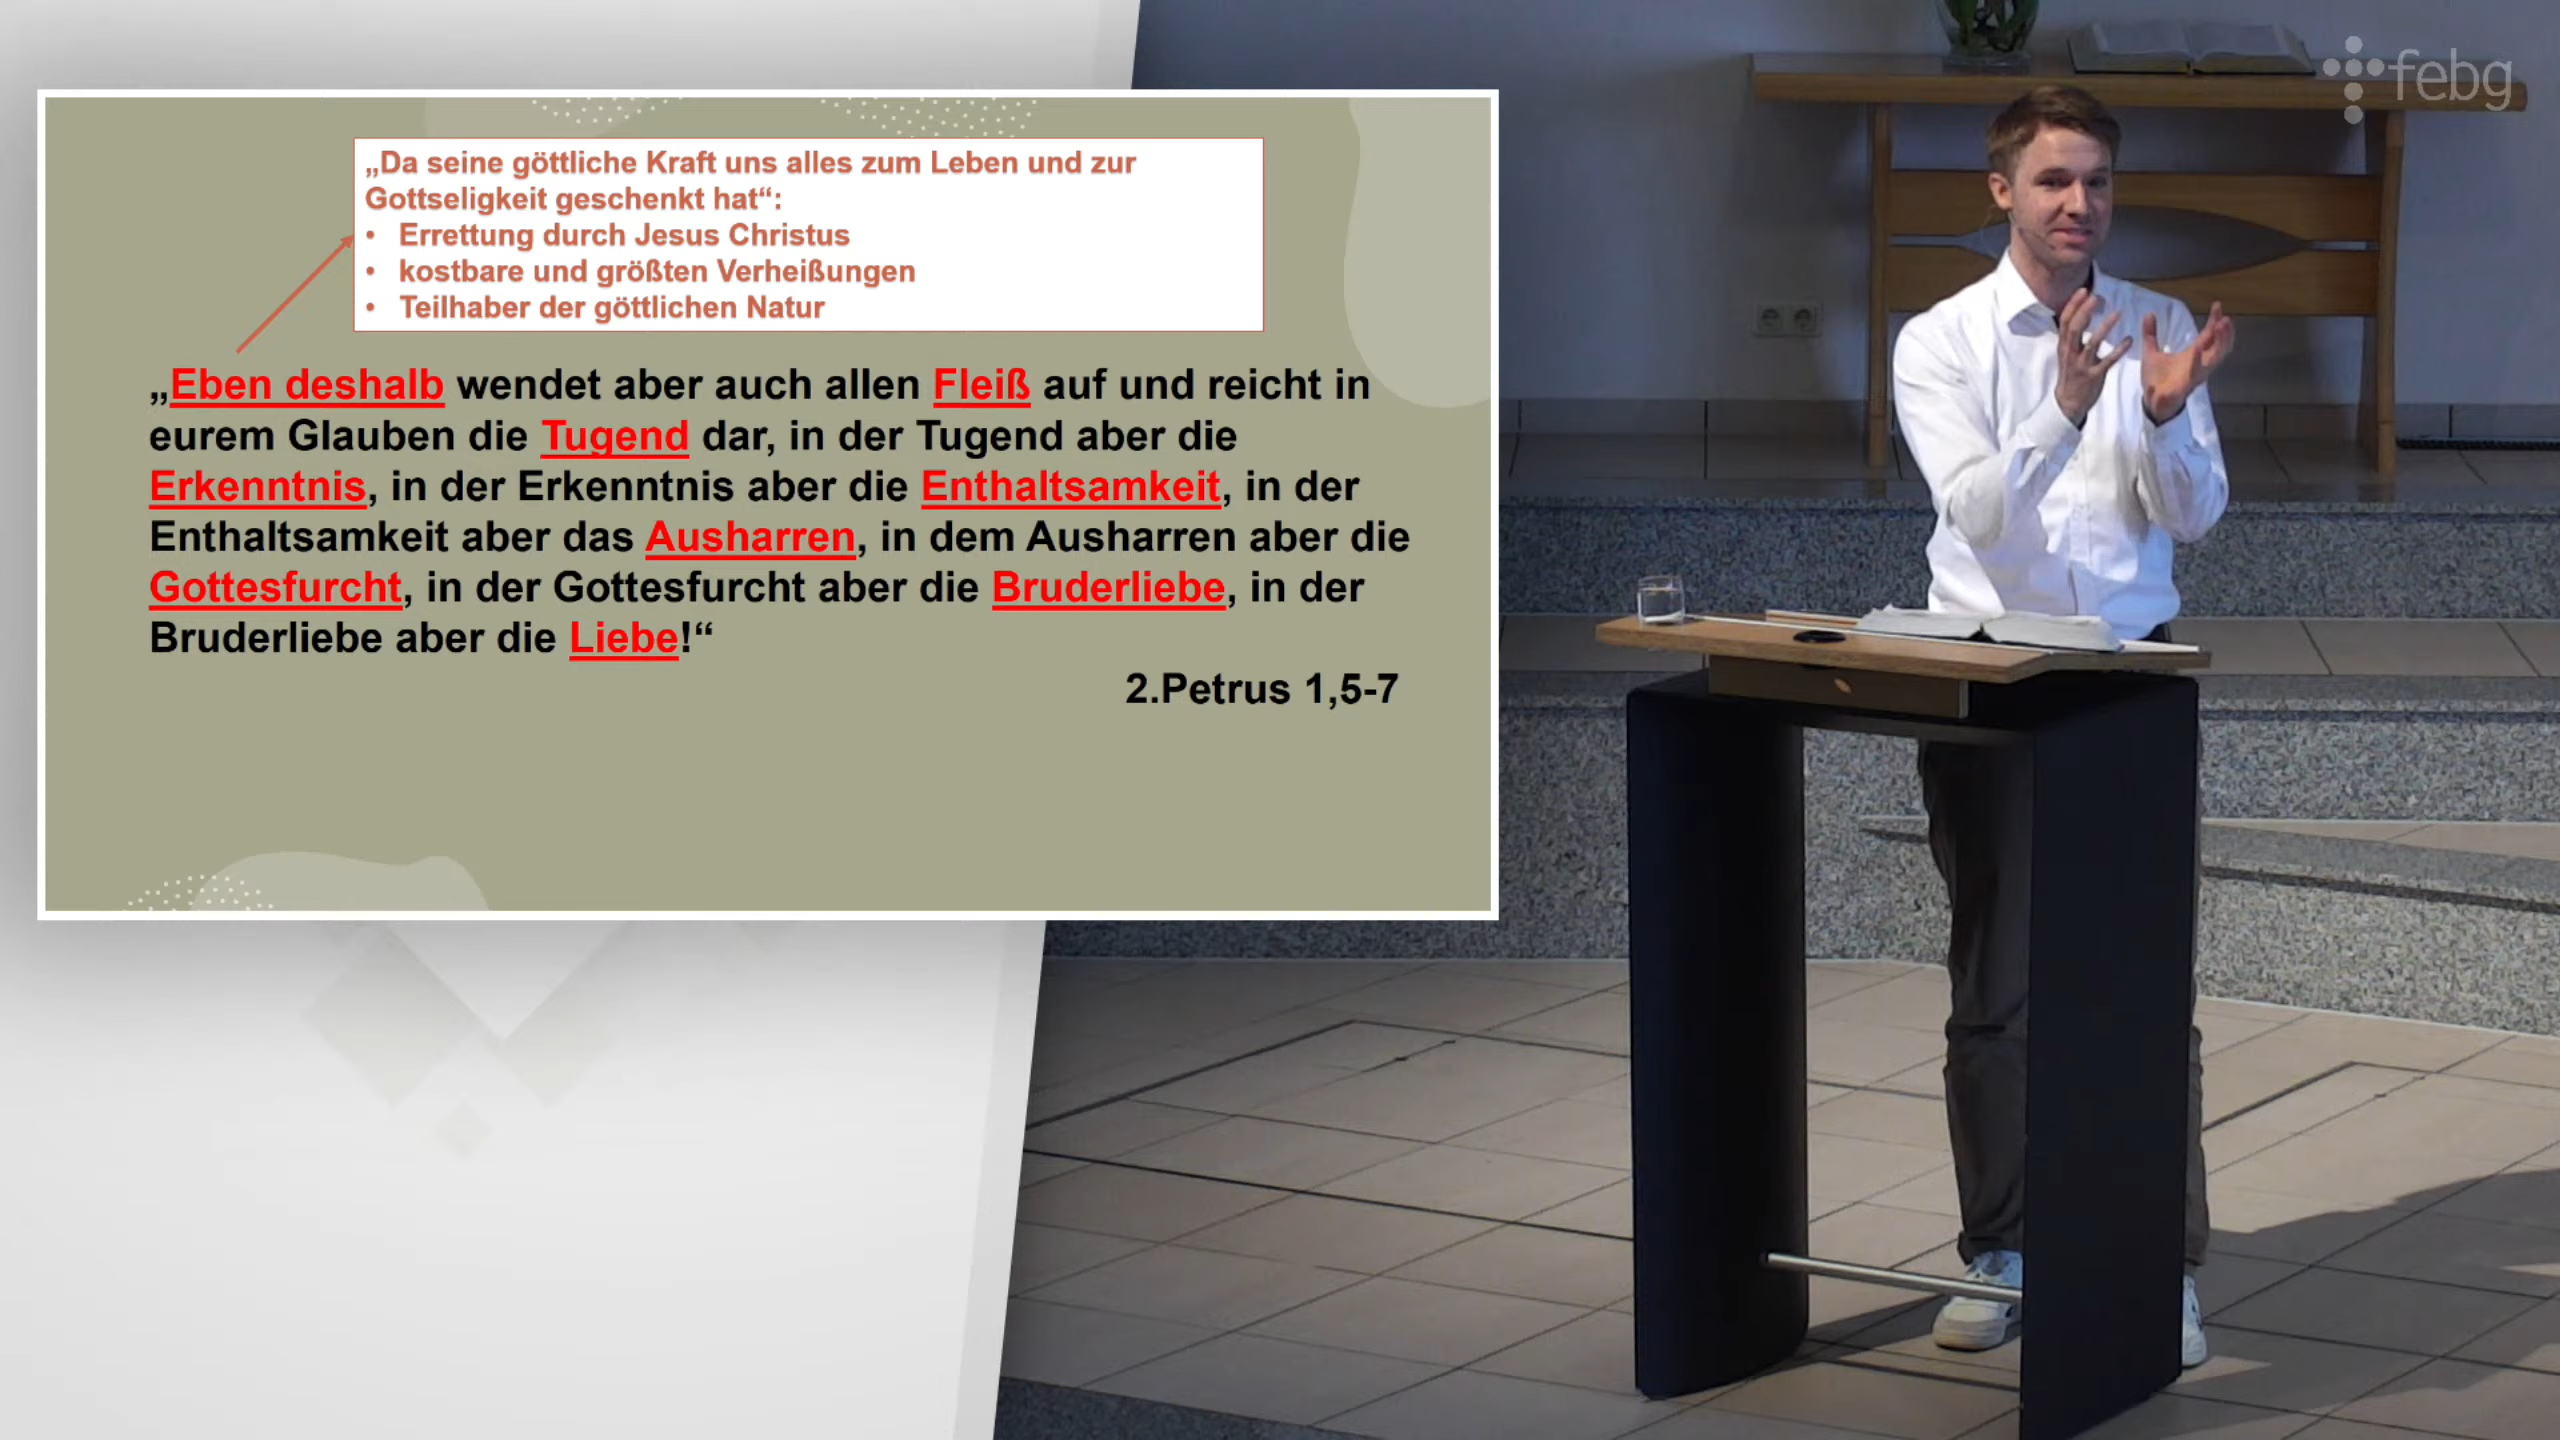 „Da seine göttliche Kraft uns alles zum Leben und zur
Gottseligkeit geschenkt hat“:
• Errettung durch Jesus Christus
• kostbare und größten Verheißungen
• Teilhaber der göttlichen Natur
„Eben deshalb wendet aber auch allen Fleiß auf und reicht in
eurem Glauben die Tugend dar, in der Tugend aber die
Erkenntnis, in der Erkenntnis aber die Enthaltsamkeit, in der
Enthaltsamkeit aber das Ausharren, in dem Ausharren aber die
Gottesfurcht, in der Gottesfurcht aber die Bruderliebe, in der
Bruderliebe aber die Liebe!“
2.Petrus 1,5-7
febg